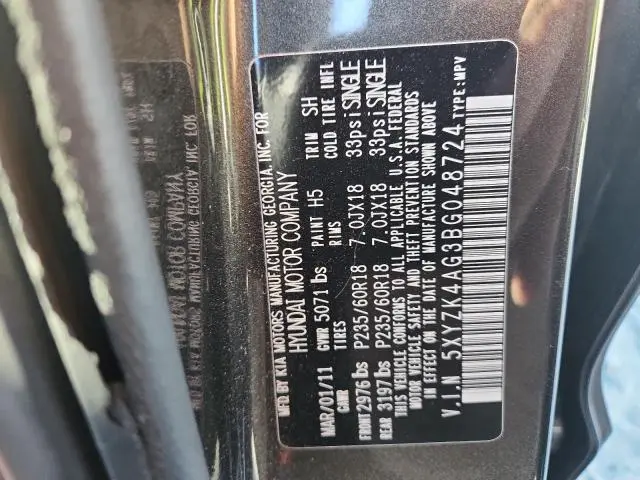 MFD BY KIA MOTORS MANUFACTURING GEORGIA, INC. FOR
HYUNDAI MOTOR COMPANY
MAR/01/11 GVWR 5071 lbs PAINT H5 TRIM SH
GAWR TIRES RIMS COLD TIRE INFL
FRONT 2976 lbs P235/60R18 7.0JX18 33psi SINGLE
REAR 3197 lbs P235/60R18 7.0JX18 33psi SINGLE
THIS VEHICLE CONFORMS TO ALL APPLICABLE U.S.A. FEDERAL
MOTOR VEHICLE SAFETY AND THEFT PREVENTION STANDARDS
IN EFFECT ON THE DATE OF MANUFACTURE SHOWN ABOVE
V.I.N 5XYZK4AG3BG048724 TYPE:MPV